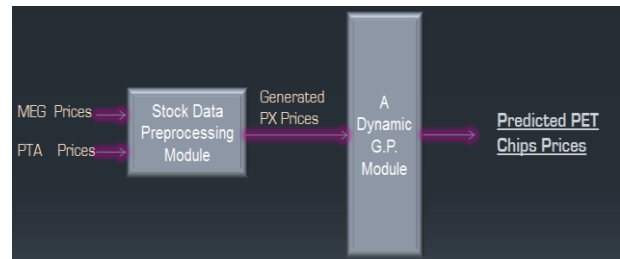 MEG Prices
PTA Prices
Stock Data
Preprocessing
Module
Generated
PX Prices
A
Dynamic
G.P.
Module
Predicted PET
Chips Prices